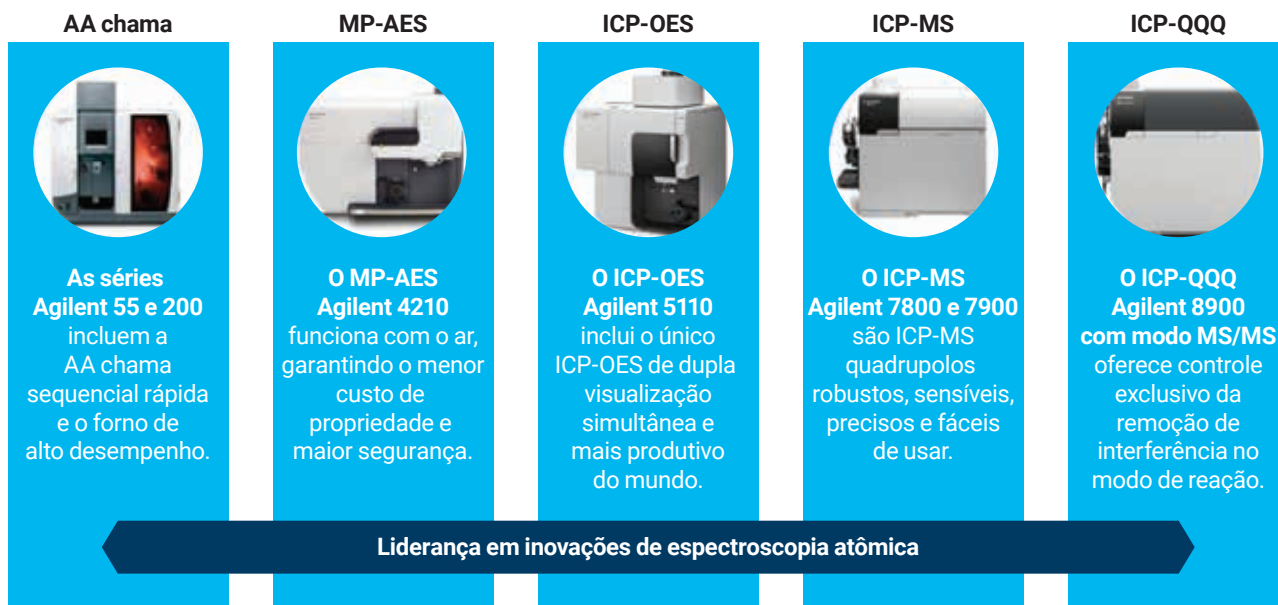 AA chama
As séries
Agilent 55 e 200
incluem a
AA chama
sequencial rápida
e o forno de
alto desempenho.
MP-AES
O MP-AES
Agilent 4210
funciona com o ar,
garantindo o menor
custo de
propriedade e
maior segurança.
ICP-OES
O ICP-OES
Agilent 5110
inclui o único
ICP-OES de dupla
visualização
simultânea e
mais produtivo
do mundo.
ICP-MS
O ICP-MS
Agilent 7800 e 7900
são ICP-MS
quadrupolos
robustos, sensíveis,
precisos e fáceis
de usar.
ICP-QQQ
O ICP-QQQ
Agilent 8900
com modo MS/MS
oferece controle
exclusivo da
remoção de
interferência no
modo de reação.
Liderança em inovações de espectroscopia atômica